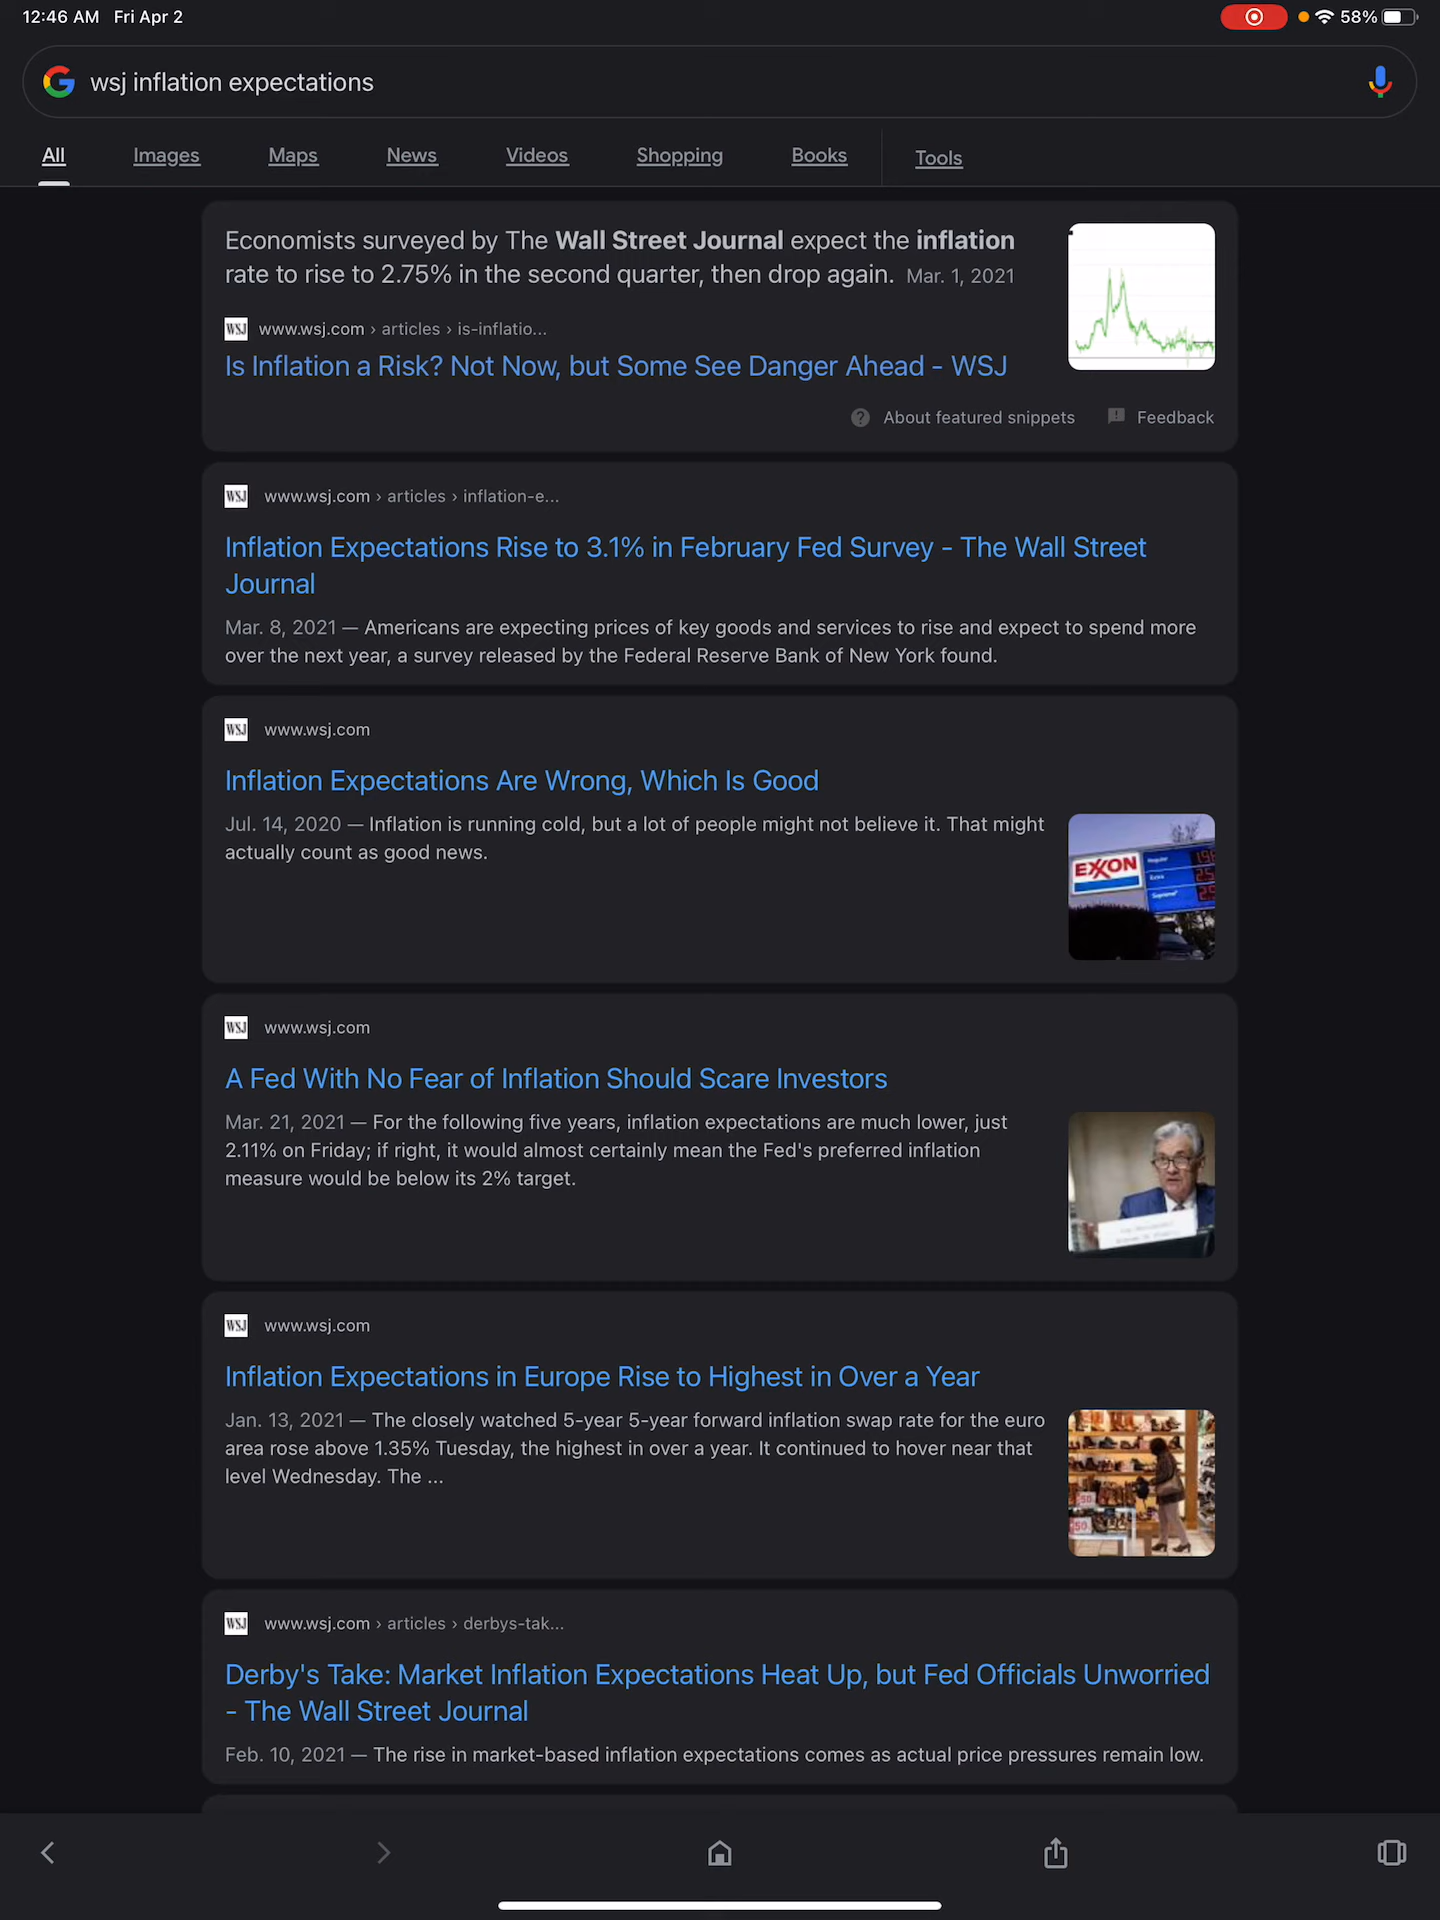 12:46 AM Fri Apr 2
58%
wsj inflation expectations
All Images Maps News Videos Shopping Books Tools
Economists surveyed by The Wall Street Journal expect the inflation
rate to rise to 2.75% in the second quarter, then drop again. Mar. 1, 2021
WSJ www.wsj.com › articles › is-inflatio...
Is Inflation a Risk? Not Now, but Some See Danger Ahead - WSJ
About featured snippets Feedback
WSJ www.wsj.com › articles › inflation-e...
Inflation Expectations Rise to 3.1% in February Fed Survey - The Wall Street
Journal
Mar. 8, 2021 — Americans are expecting prices of key goods and services to rise and expect to spend more
over the next year, a survey released by the Federal Reserve Bank of New York found.
WSJ www.wsj.com
Inflation Expectations Are Wrong, Which Is Good
Jul. 14, 2020 — Inflation is running cold, but a lot of people might not believe it. That might
actually count as good news.
EXXON
WSJ www.wsj.com
A Fed With No Fear of Inflation Should Scare Investors
Mar. 21, 2021 — For the following five years, inflation expectations are much lower, just
2.11% on Friday; if right, it would almost certainly mean the Fed's preferred inflation
measure would be below its 2% target.
WSJ www.wsj.com
Inflation Expectations in Europe Rise to Highest in Over a Year
Jan. 13, 2021 — The closely watched 5-year 5-year forward inflation swap rate for the euro
area rose above 1.35% Tuesday, the highest in over a year. It continued to hover near that
level Wednesday. The ...
WSJ www.wsj.com › articles › derbys-tak...
Derby's Take: Market Inflation Expectations Heat Up, but Fed Officials Unworried
- The Wall Street Journal
Feb. 10, 2021 — The rise in market-based inflation expectations comes as actual price pressures remain low.